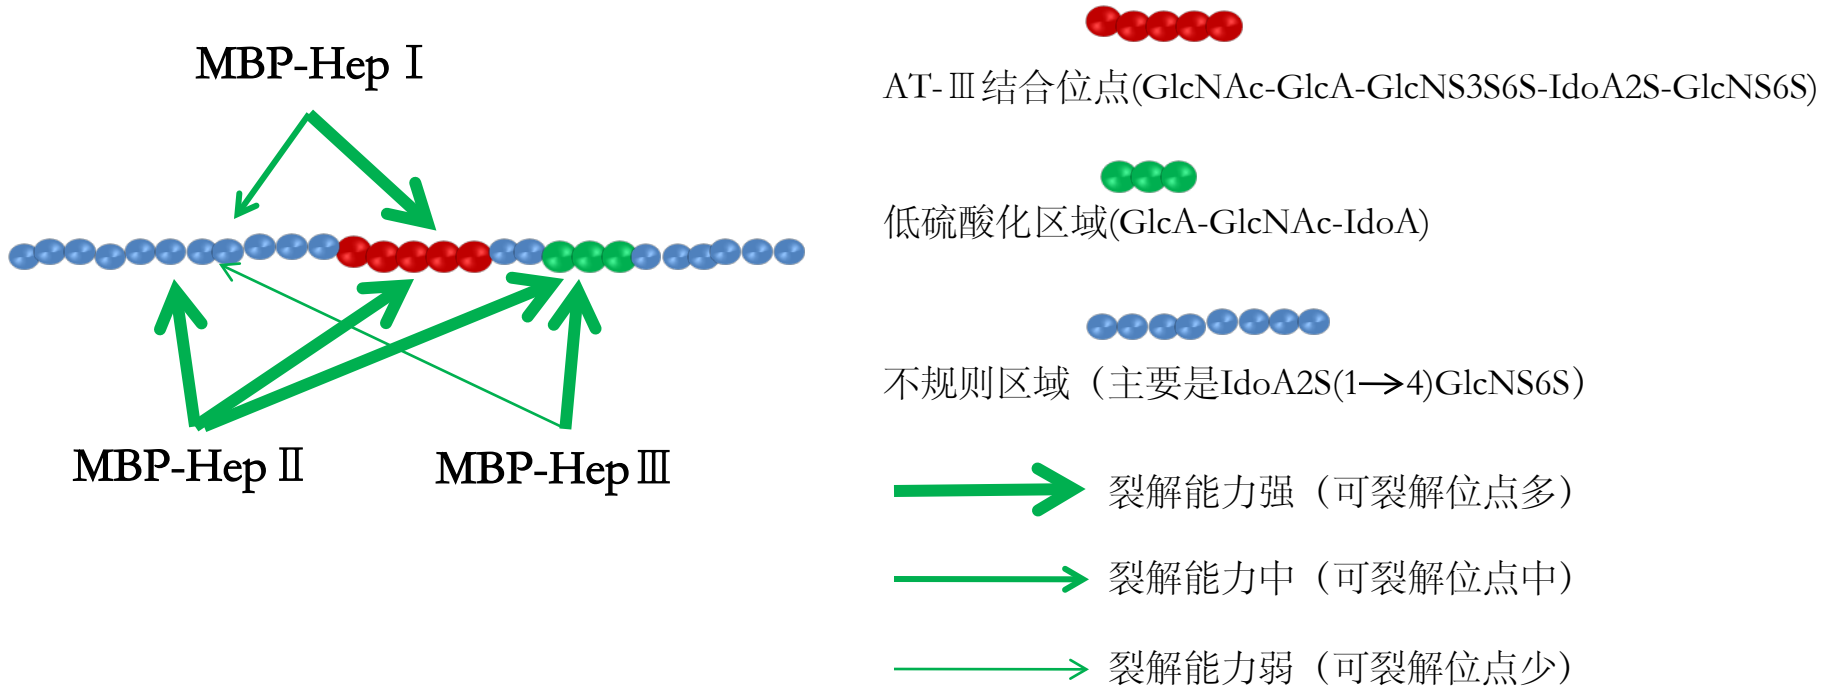 MBP-Hep Ⅰ
MBP-Hep Ⅱ
MBP-Hep Ⅲ
AT-Ⅲ结合位点(GlcNAc-GlcA-GlcNS3S6S-IdoA2S-GlcNS6S)
低硫酸化区域(GlcA-GlcNAc-IdoA)
不规则区域（主要是IdoA2S(1→4)GlcNS6S）
裂解能力强（可裂解位点多）
裂解能力中（可裂解位点中）
裂解能力弱（可裂解位点少）